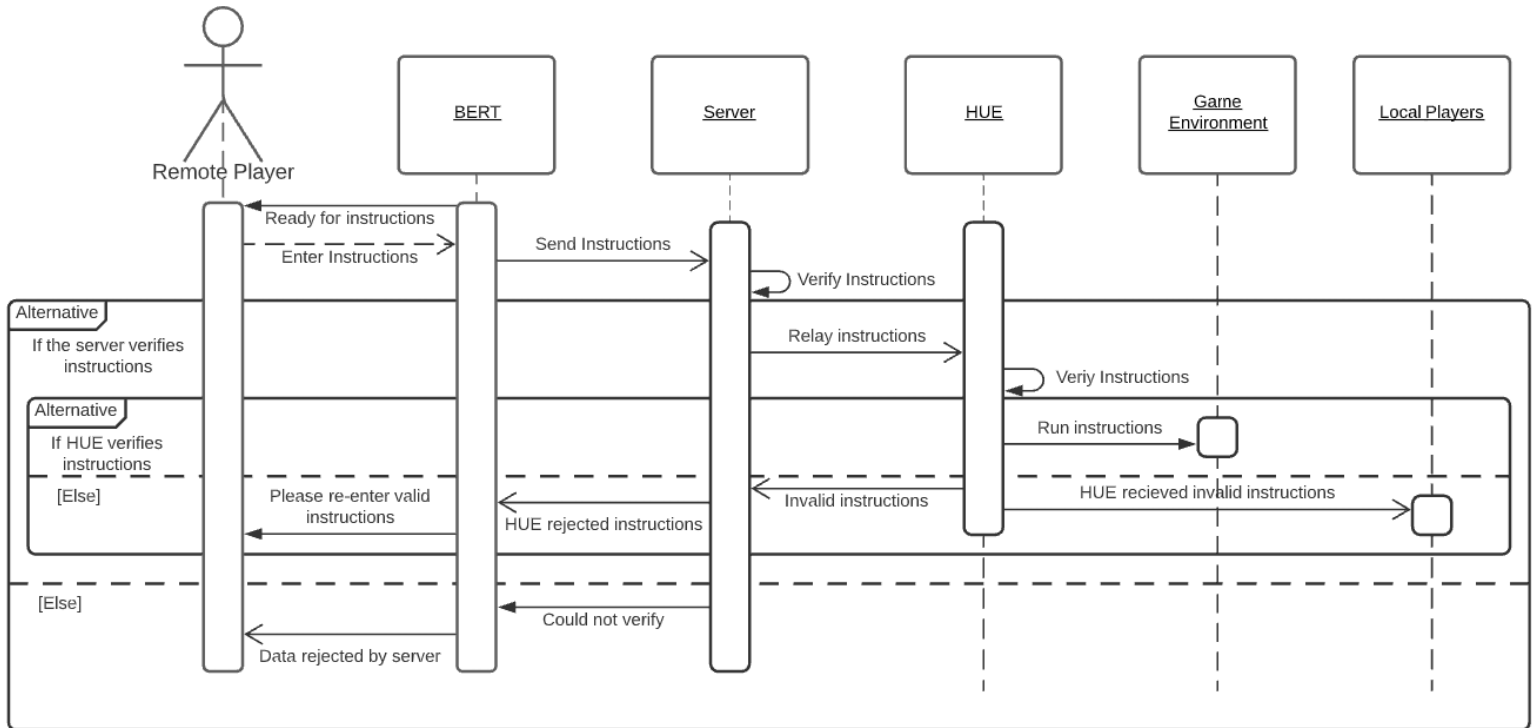 Remote Player
BERT
Server
HUE
Garne
Environment
Local Players
Ready for instructions
Enter Instructions
Send Instructions
Verify Instructions
Alternative
If the server verifies
instructions
Relay instructions
Veriy Instructions
Alternative
If HUE verifies
instructions
Run instructions
[Else]
Please re-enter valid
instructions
HUE rejected instructions
Invalid instructions
HUE recieved invalid instructions
[Else]
Could not verify
Data rejected by server